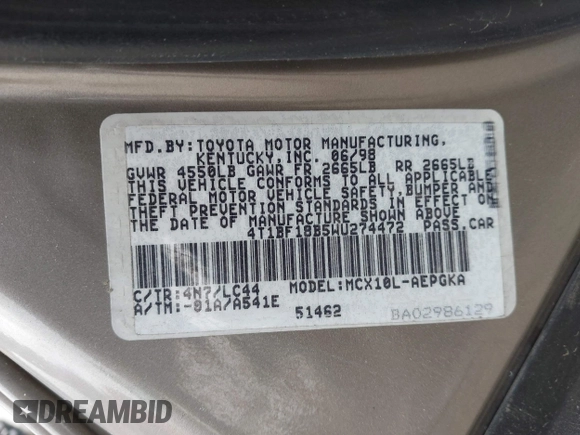 MFD.BY:TOYOTA MOTOR MANUFACTURING,
KENTUCKY,INC. 06/98
GVWR 4550LB GAWR FR 2665LB RR 2665LB
THIS VEHICLE CONFORMS TO ALL APPLICABLE
FEDERAL MOTOR VEHICLE SAFETY,BUMPER AND
THEFT PREVENTION STANDARDS IN EFFECT ON
THE DATE OF MANUFACTURE SHOWN ABOVE
4T1BF18B5WU274472 PASS.CAR
C/TR:4N7/LC44 MODEL:MCX10L-AEPGKA
A/TM:-01A/A541E 51462 BA02986129
DREAMBID